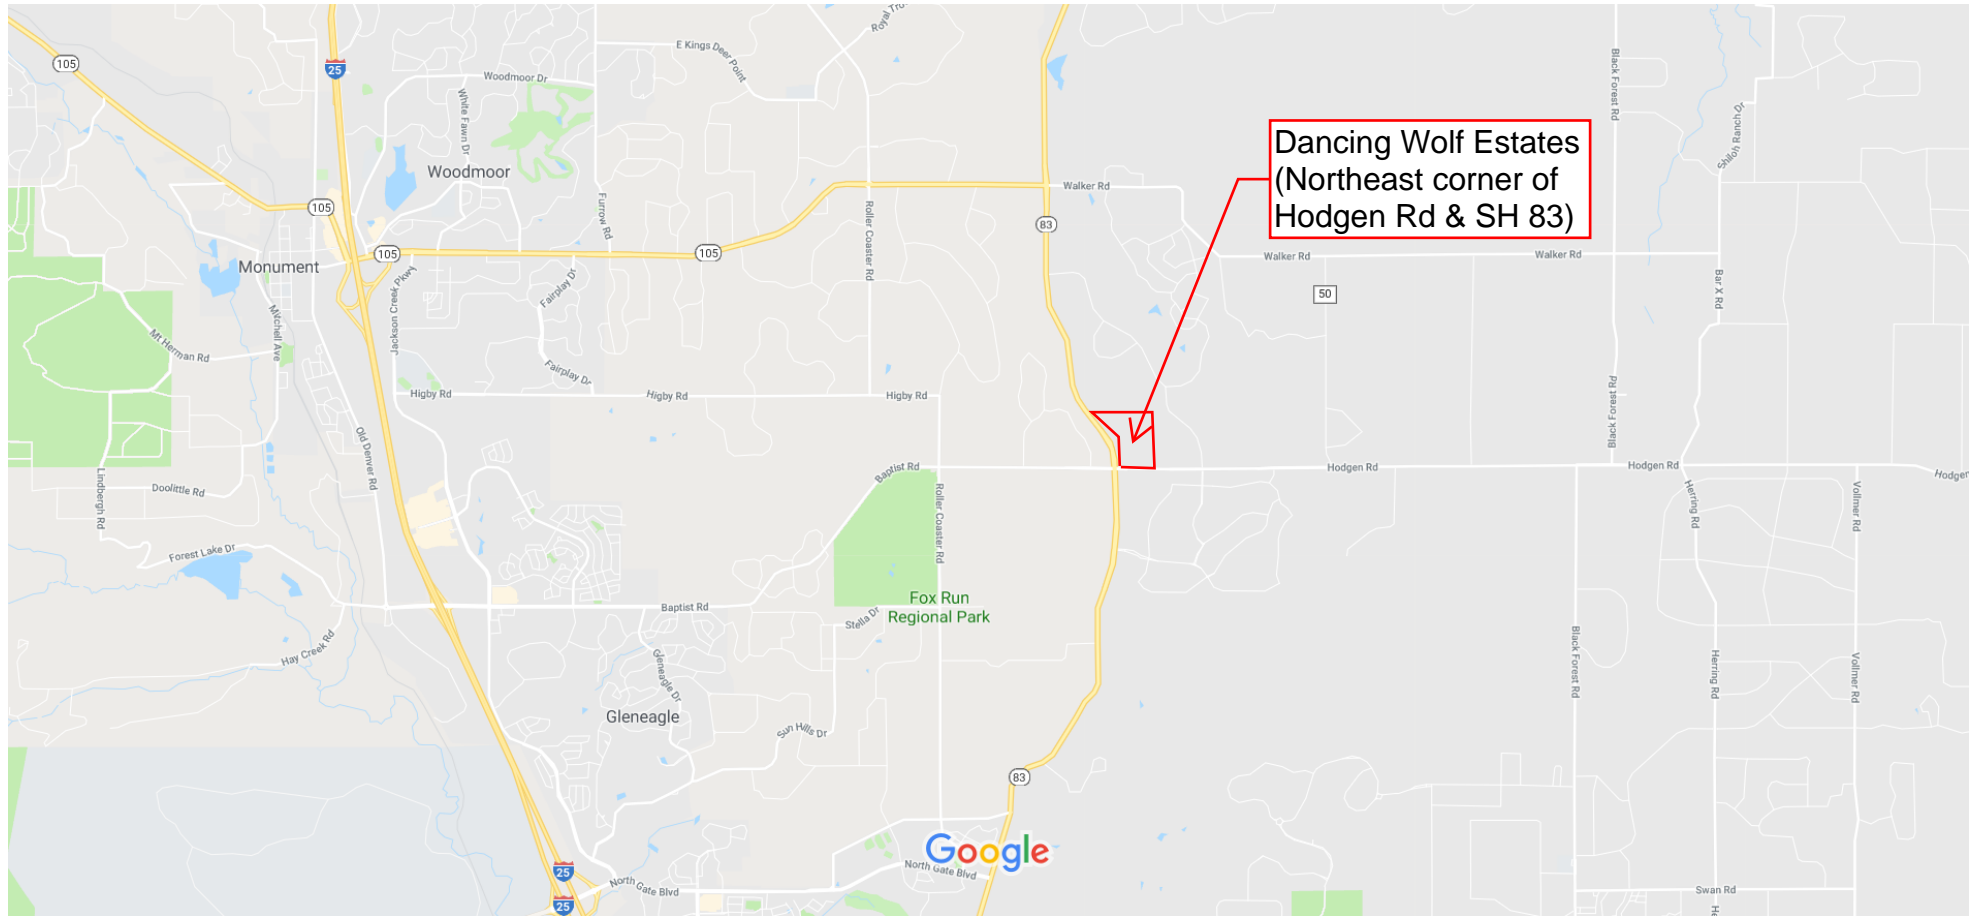 Royal Tro
E Kings Deer Point
105
25
Woodmoor Dr
White Fawn Dr
Woodmoor
Black Forest Rd
Shiloh Ranch Dr
Dancing Wolf Estates
(Northeast corner of
Hodgen Rd & SH 83)
Walker Rd
105
Furrow Rd
Roller Coaster Rd
83
105
105
Walker Rd
Walker Rd
Monument
Jackson Creek Pkwy
Fairplay Dr
50
Bar X Rd
Mitchell Ave
Mt Herman Rd
Fairplay Dr
Higby Rd
Higby Rd
Higby Rd
Black Forest Rd
Old Denver Rd
Baptist Rd
Hodgen Rd
Hodgen Rd
Hodgen
Lindbergh Rd
Doolittle Rd
Roller Coaster Rd
Herring Rd
Vollmer Rd
Forest Lake Dr
Fox Run
Regional Park
Baptist Rd
Stella Dr
Hay Creek Rd
Gleneagle Dr
Black Forest Rd
Herring Rd
Vollmer Rd
Gleneagle
Sun Hills Dr
83
Google
25
North Gate Blvd
North Gate Blvd
25
Swan Rd
He